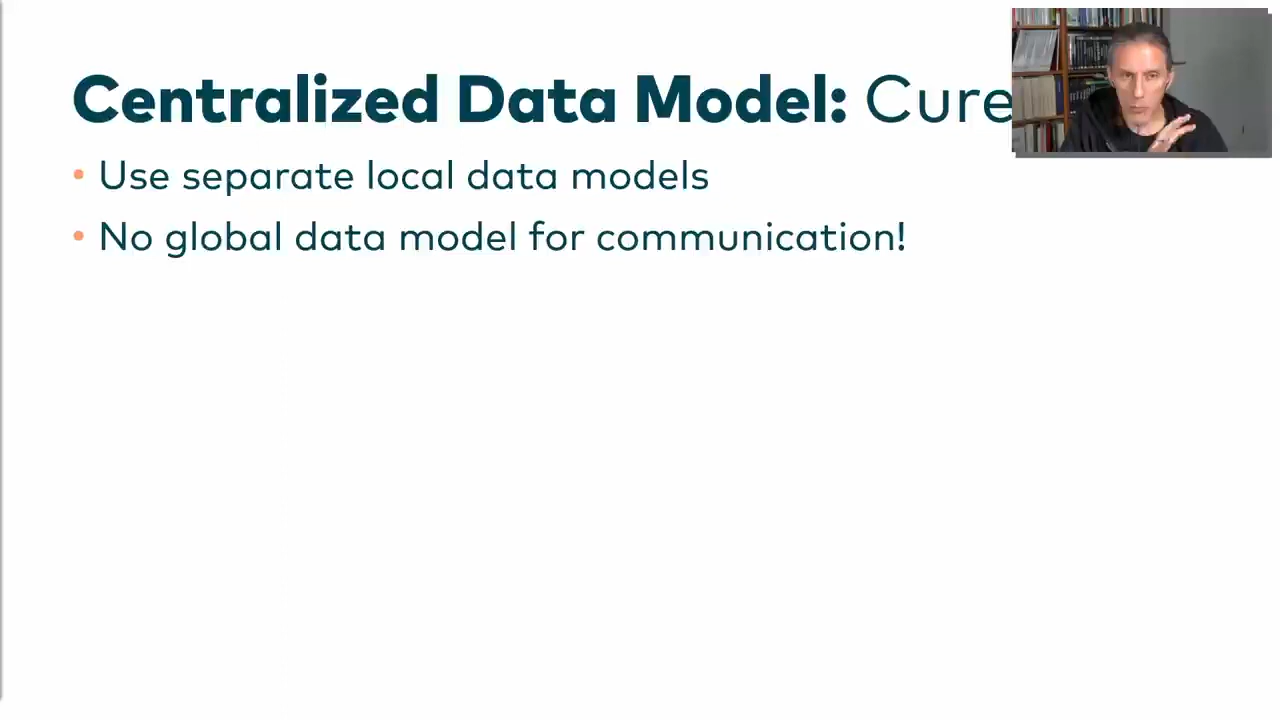 Centralized Data Model: Cure
• Use separate local data models
• No global data model for communication!